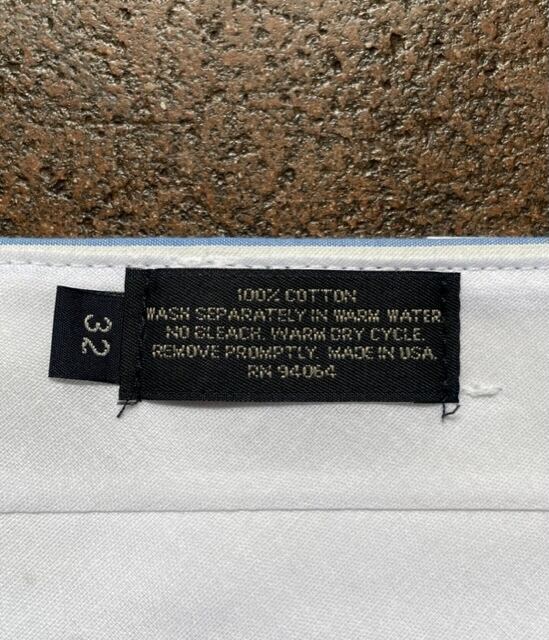 100% COTTON
WASH SEPARATELY IN WARM WATER
NO BLEACH. WARM DRY CYCLE.
REMOVE PROMPTLY. MADE IN USA.
RN 94064
32